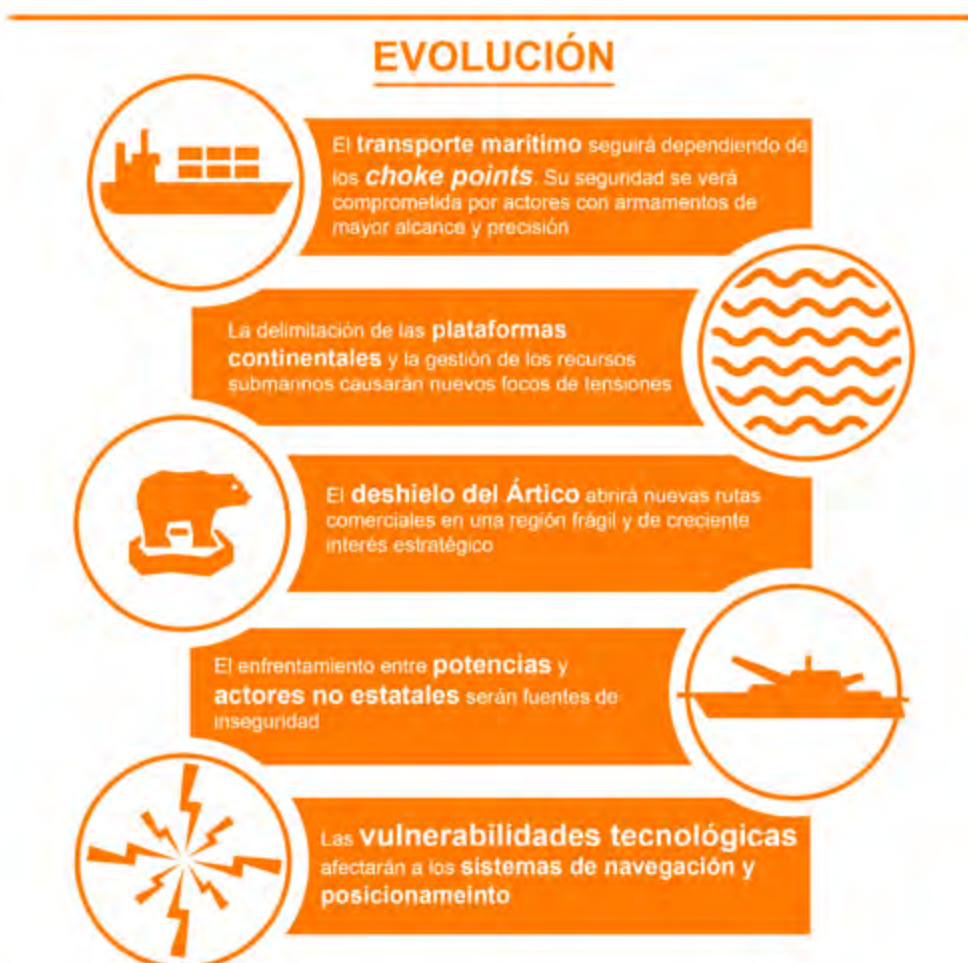 EVOLUCIÓN
El transporte marítimo seguirá dependiendo de
los choke points. Su seguridad se verá
comprometida por actores con armamentos de
mayor alcance y precisión
La delimitación de las plataformas
continentales y la gestión de los recursos
submarinos causarán nuevos focos de tensiones
El deshielo del Ártico abrirá nuevas rutas
comerciales en una región frágil y de creciente
interés estratégico
El enfrentamiento entre potencias y
actores no estatales serán fuentes de
inseguridad
Las vulnerabilidades tecnológicas
afectarán a los sistemas de navegación y
posicionameinto